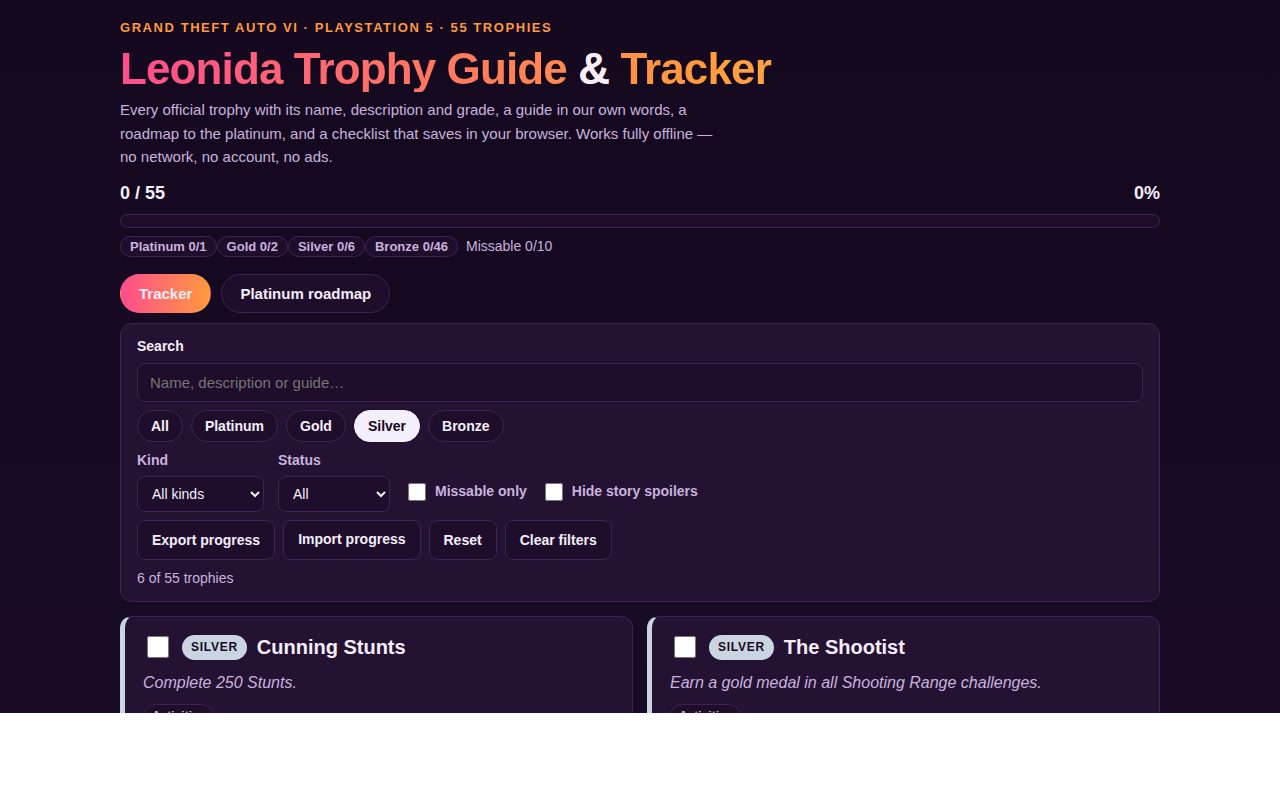 GRAND THEFT AUTO VI · PLAYSTATION 5 · 55 TROPHIES
Leonida Trophy Guide & Tracker
Every official trophy with its name, description and grade, a guide in our own words, a
roadmap to the platinum, and a checklist that saves in your browser. Works fully offline —
no network, no account, no ads.
0 / 55 0%
Platinum 0/1 Gold 0/2 Silver 0/6 Bronze 0/46 Missable 0/10
Tracker Platinum roadmap
Search
Name, description or guide…
All Platinum Gold Silver Bronze
Kind Status
All kinds All Missable only Hide story spoilers
Export progress Import progress Reset Clear filters
6 of 55 trophies
SILVER Cunning Stunts
Complete 250 Stunts.
SILVER The Shootist
Earn a gold medal in all Shooting Range challenges.